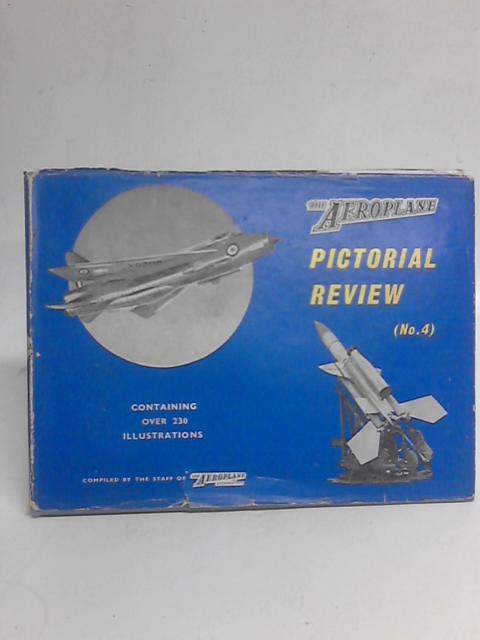 THE AEROPLANE
PICTORIAL
REVIEW
(No.4)
CONTAINING
OVER 230
ILLUSTRATIONS
COMPILED BY THE STAFF OF THE AEROPLANE